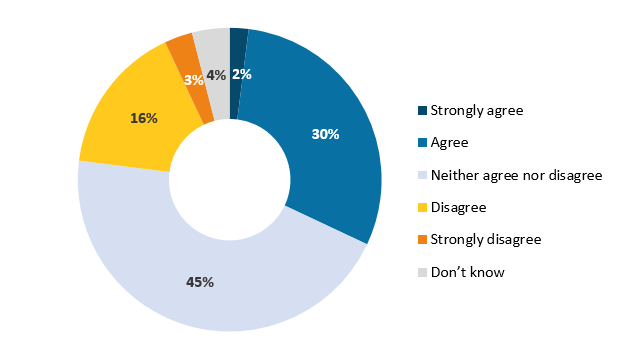 2%
30%
45%
16%
3%
4%
Strongly agree
Agree
Neither agree nor disagree
Disagree
Strongly disagree
Don't know